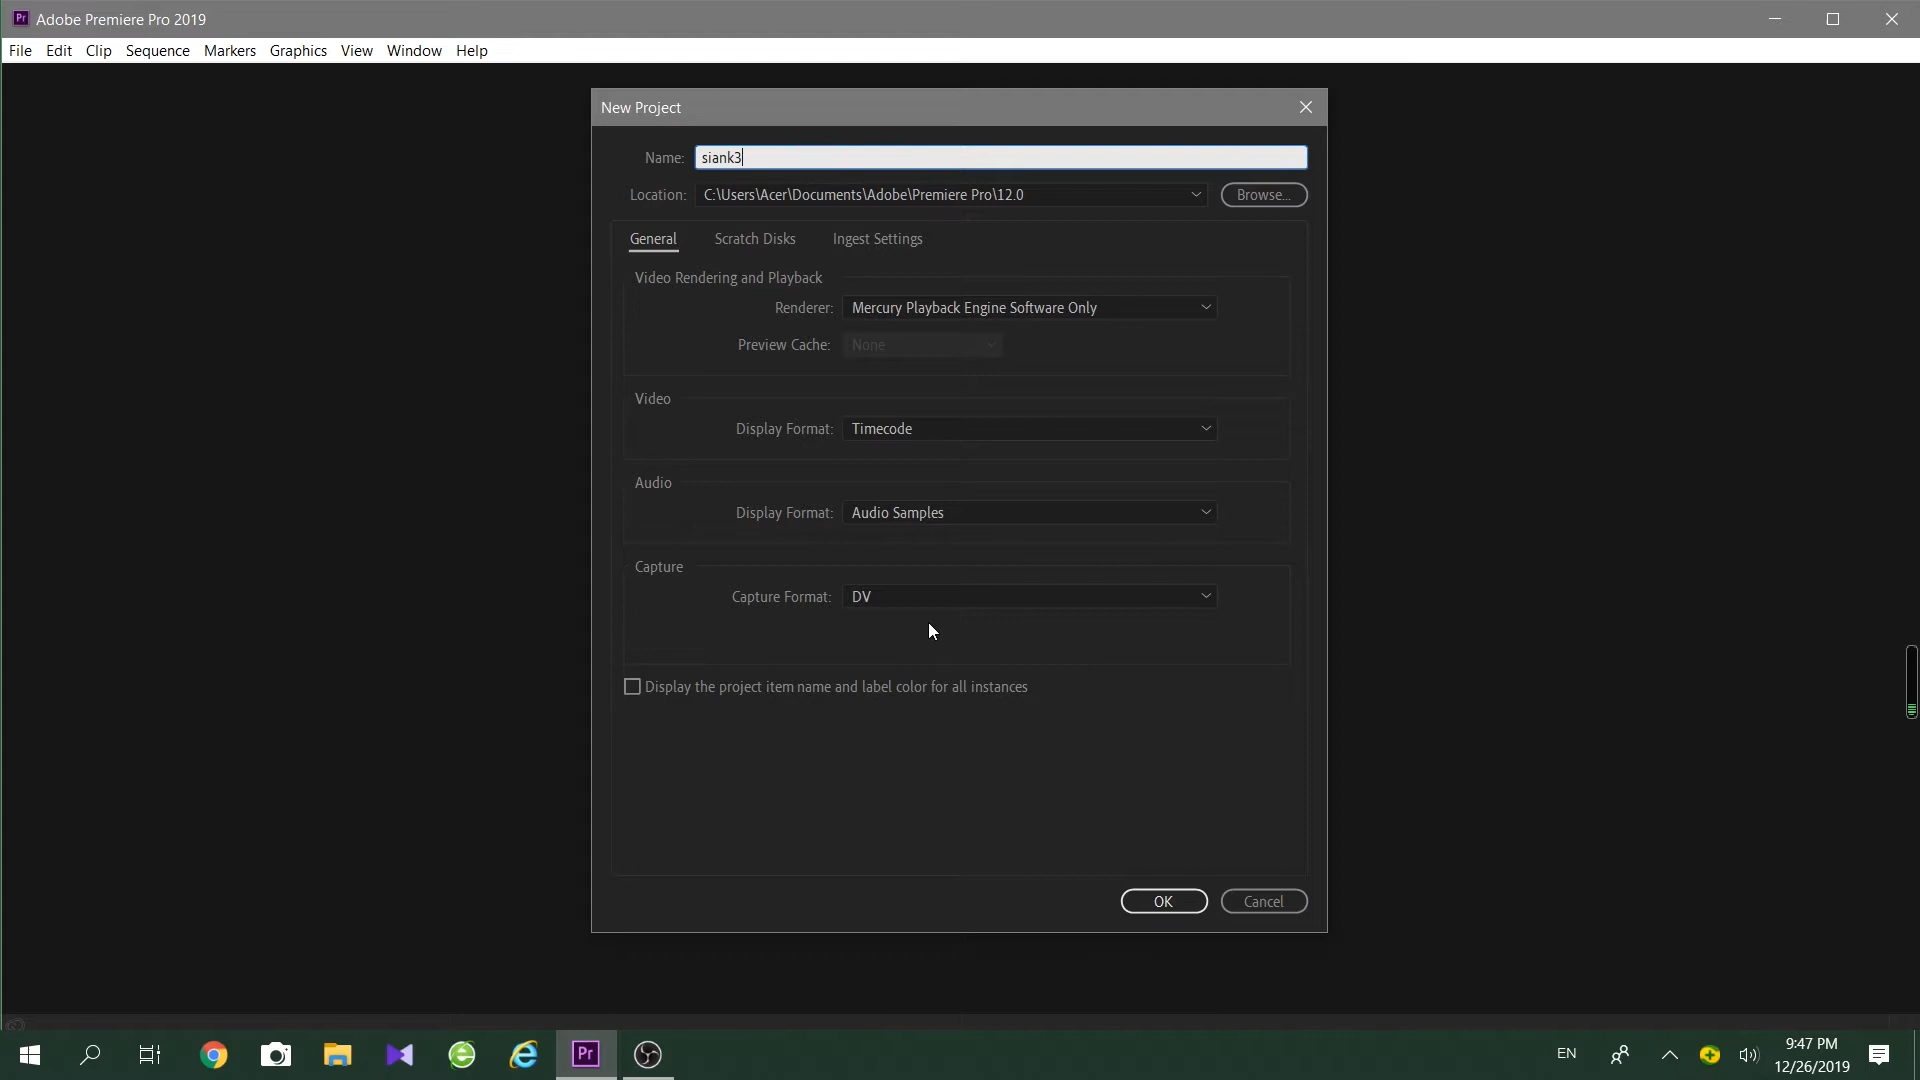 Pr Adobe Premiere Pro 2019
File Edit Clip Sequence Markers Graphics View Window Help
New Project
Name: siank3
Location: C:\Users\Acer\Documents\Adobe\Premiere Pro\12.0 Browse...
General Scratch Disks Ingest Settings
Video Rendering and Playback
Renderer: Mercury Playback Engine Software Only
Preview Cache: None
Video
Display Format: Timecode
Audio
Display Format: Audio Samples
Capture
Capture Format: DV
Display the project item name and label color for all instances
OK Cancel
Pr EN 9:47 PM
12/26/2019